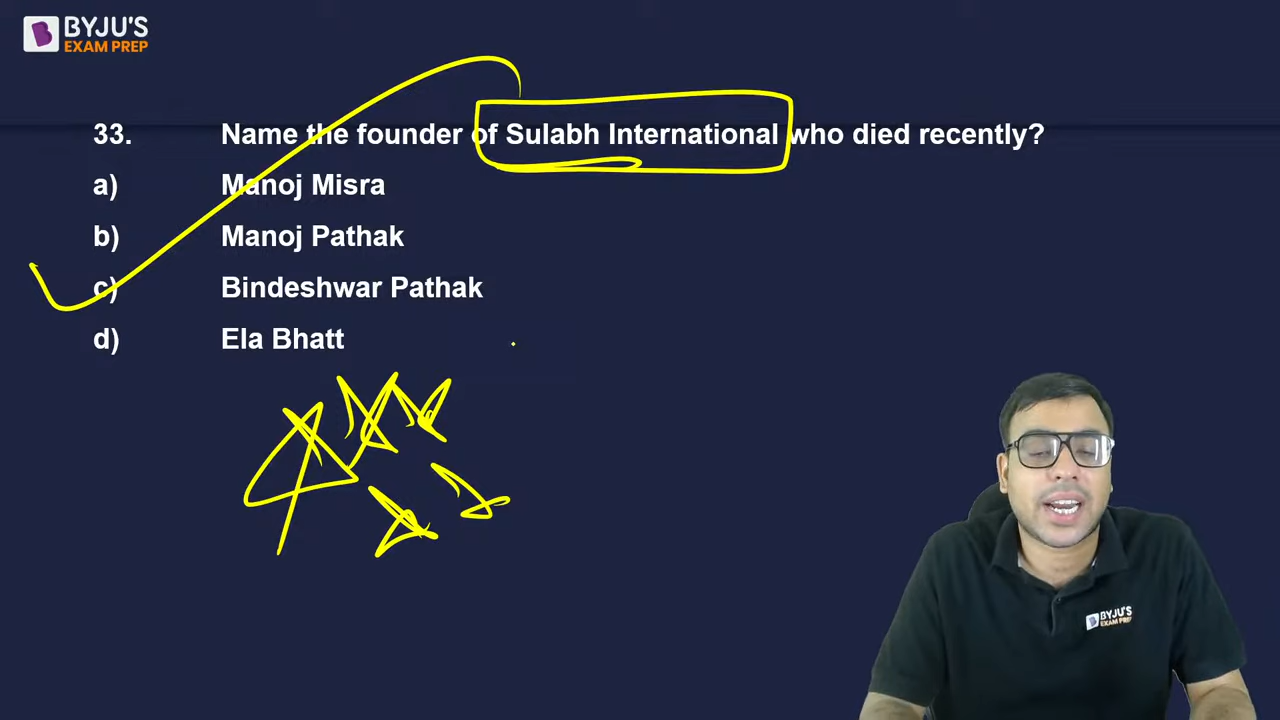 BYJU'S
EXAM PREP
33. Name the founder of Sulabh International who died recently?
a) Manoj Misra
b) Manoj Pathak
c) Bindeshwar Pathak
d) Ela Bhatt
BYJU'S
EXAM PREP